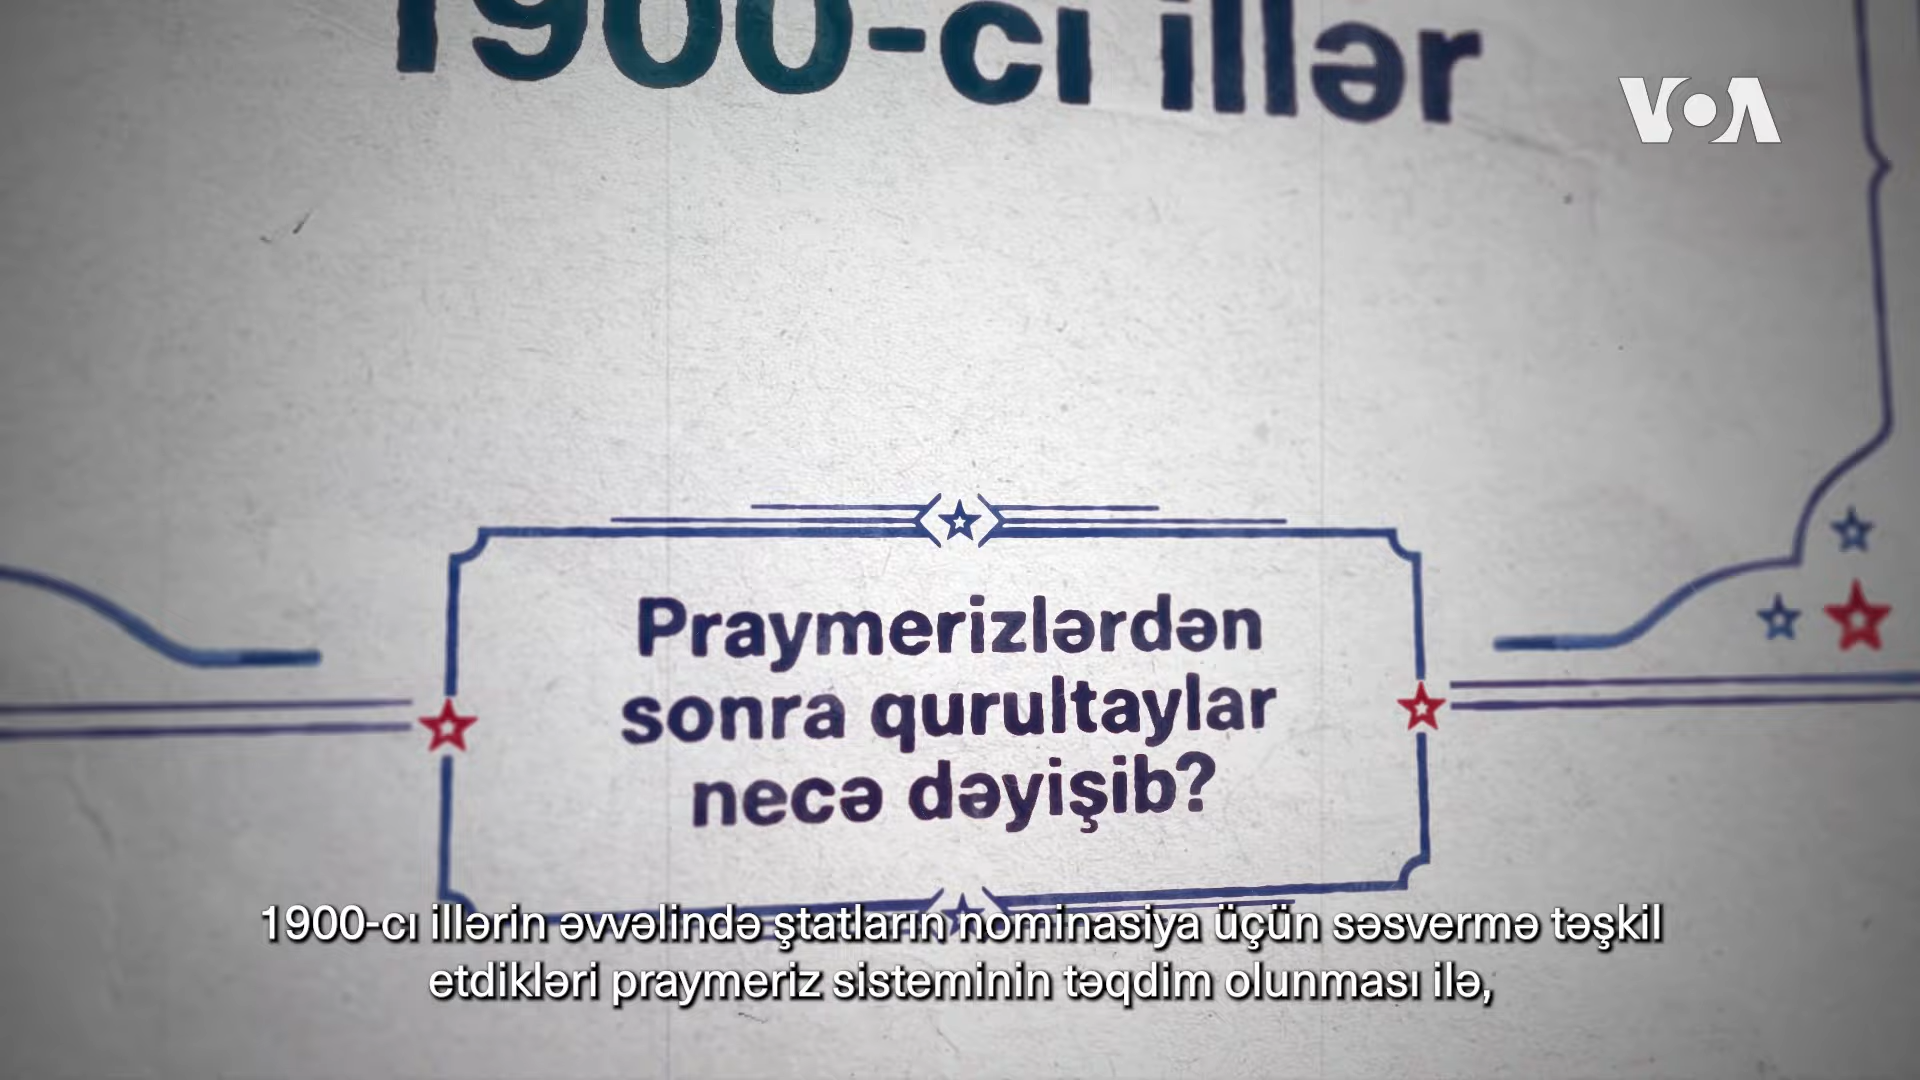 1900-cı illər
VOA
Praymerizlərdən
sonra qurultaylar
necə dəyişib?
1900-cı illərin əvvəlində ştatların nominasiya üçün səsvermə təşkil
etdikləri praymeriz sisteminin təqdim olunması ilə,